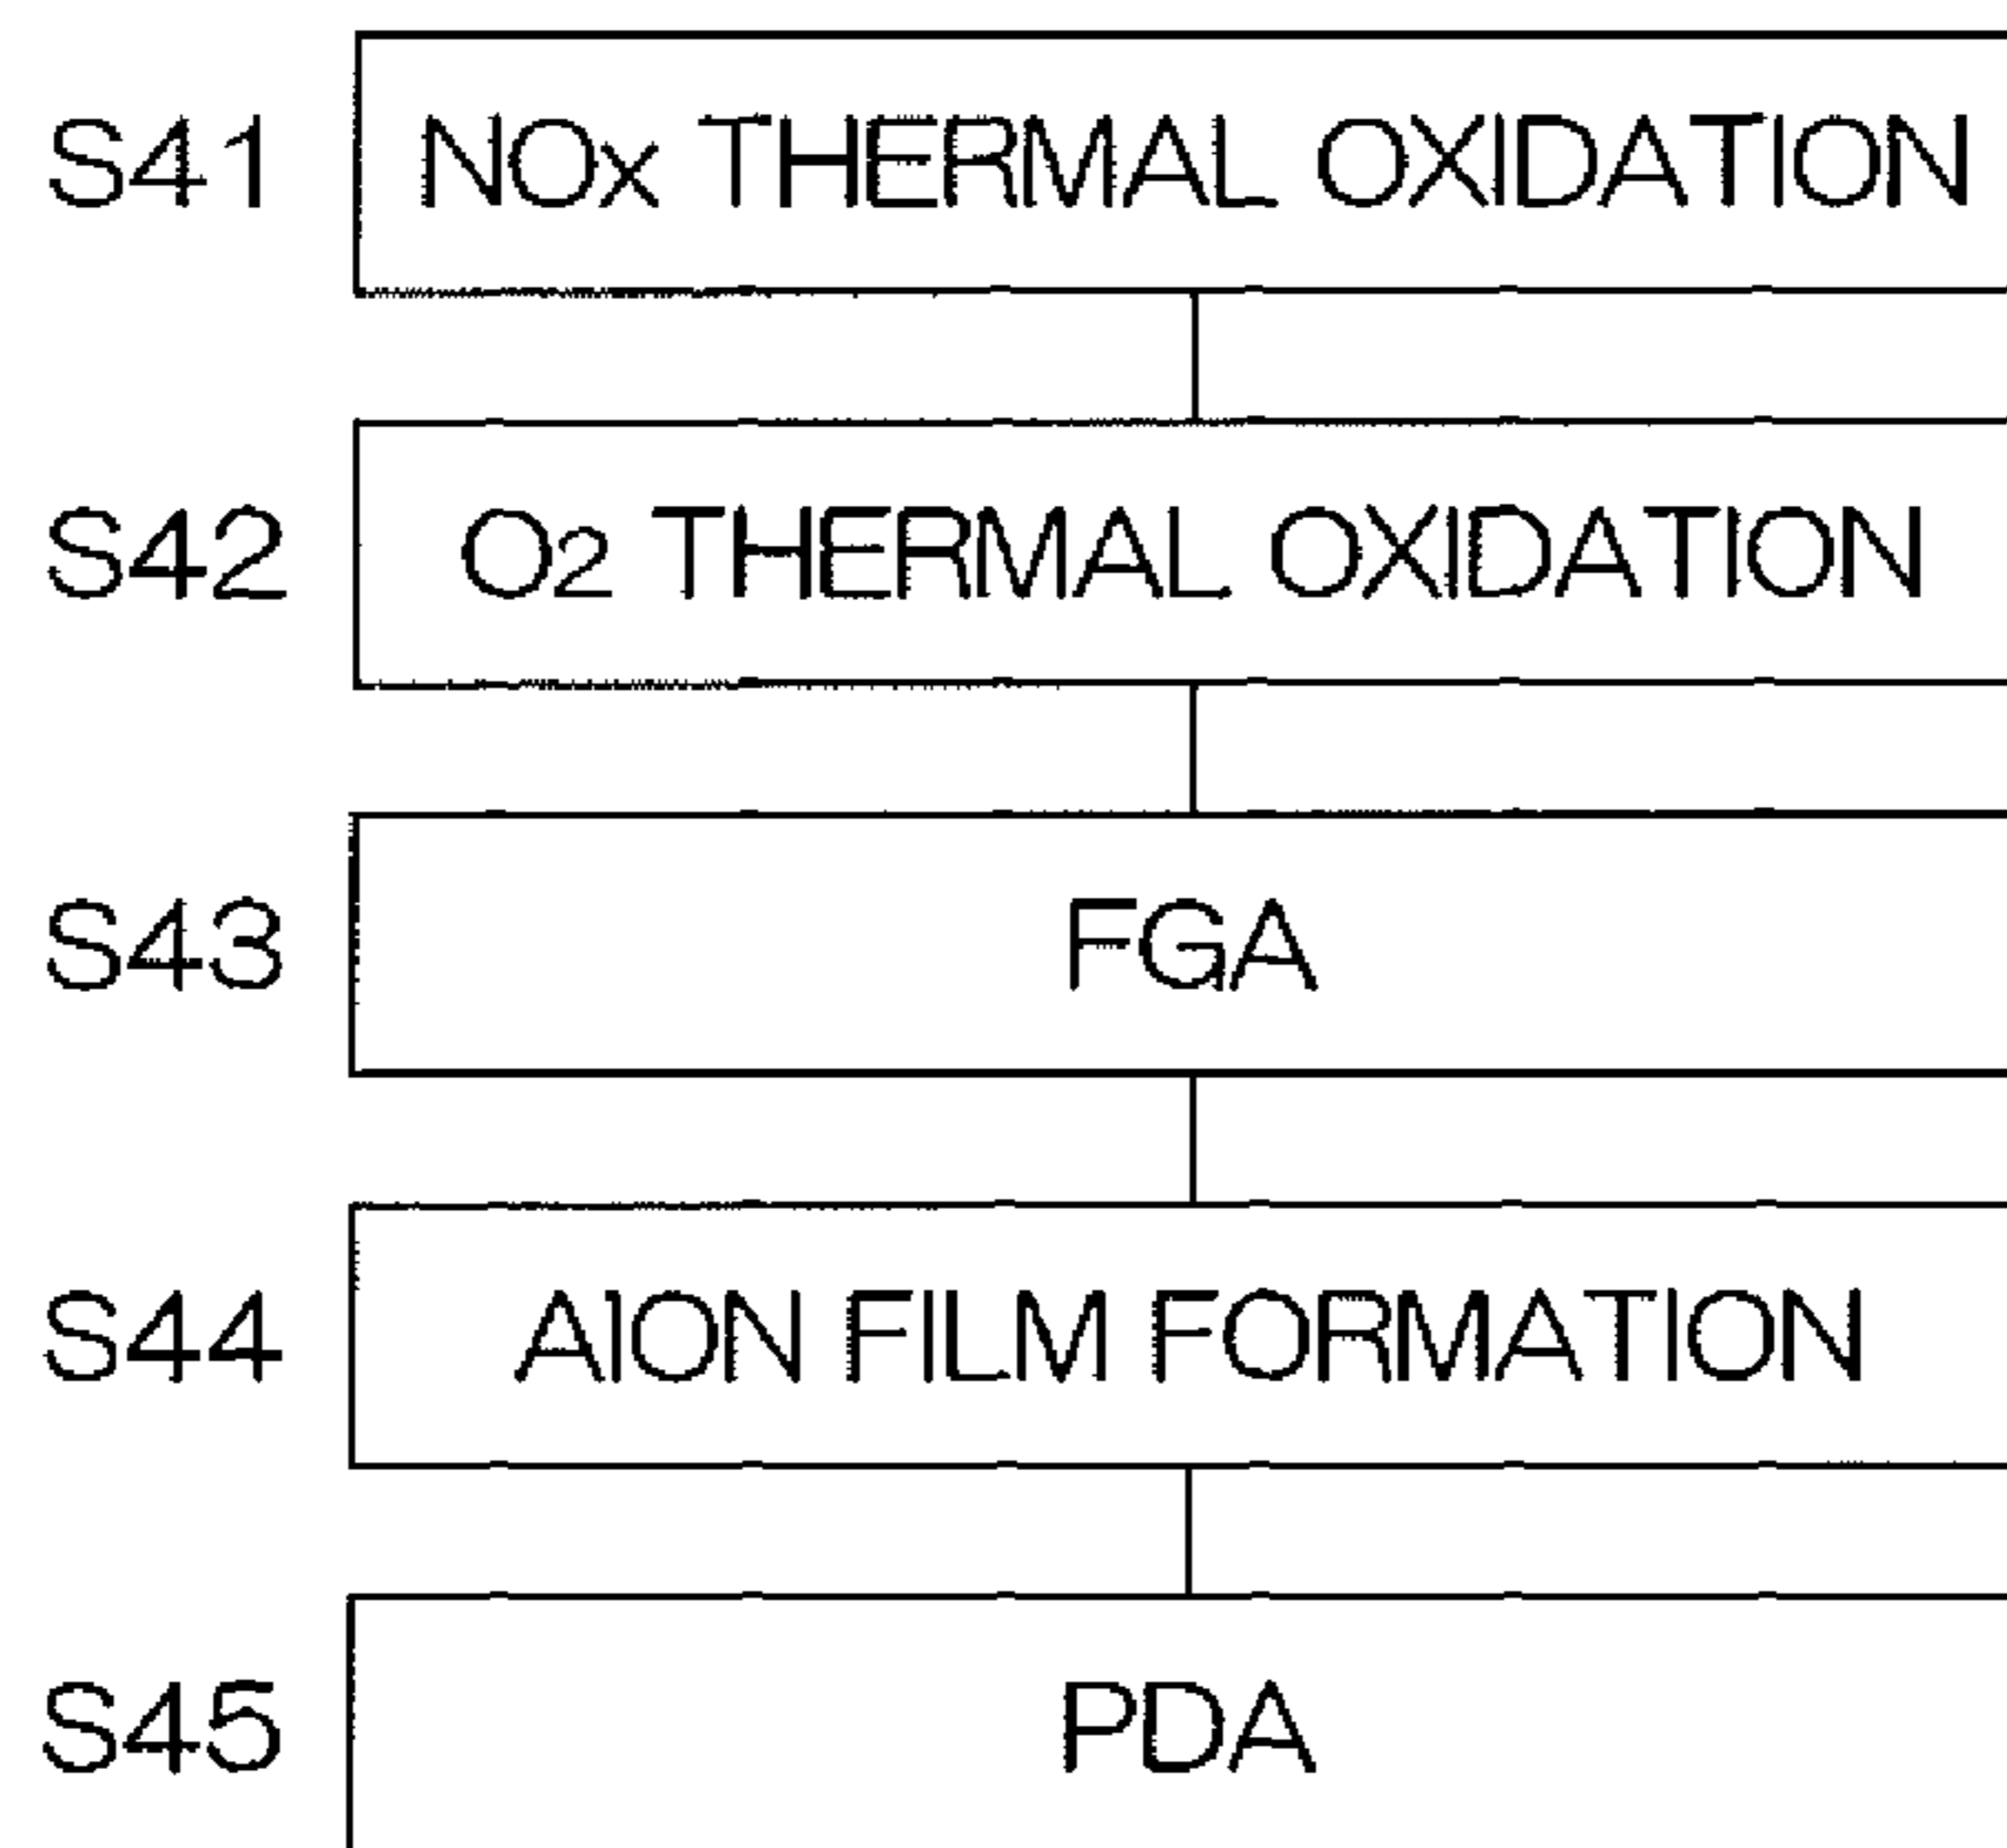 S41 NOx THERMAL OXIDATION
S42 O2 THERMAL OXIDATION
S43 FGA
S44 AlON FILM FORMATION
S45 PDA